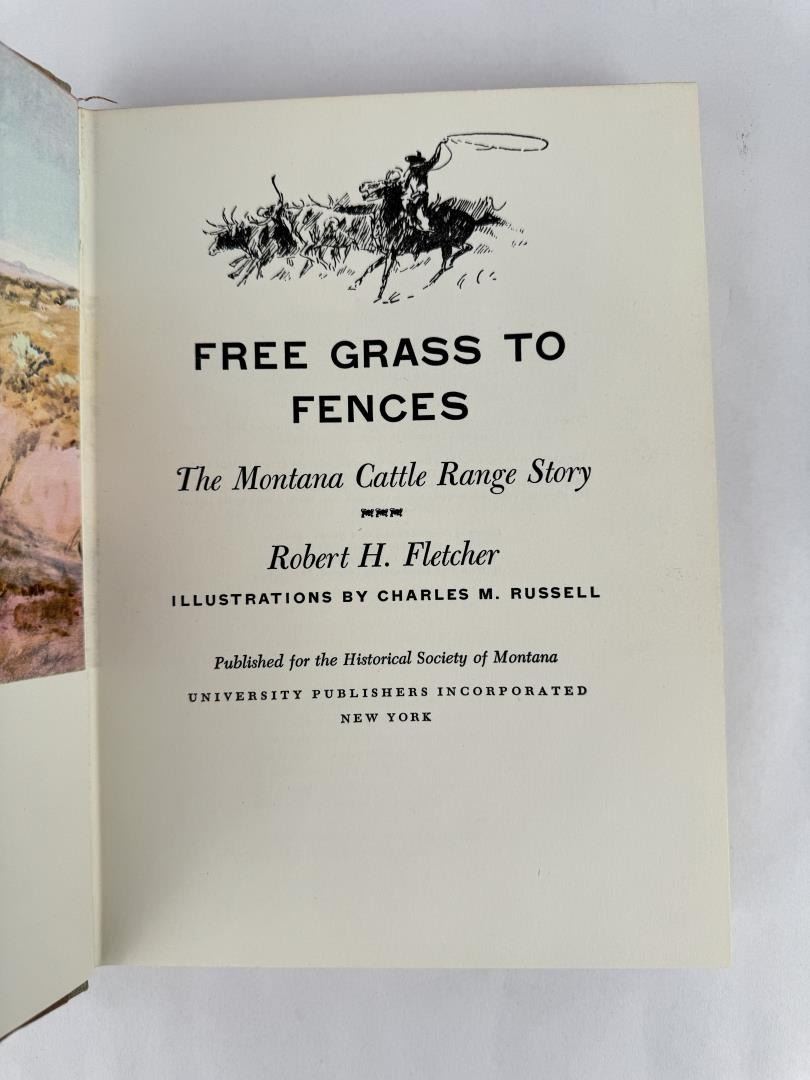 FREE GRASS TO
FENCES
The Montana Cattle Range Story
Robert H. Fletcher
ILLUSTRATIONS BY CHARLES M. RUSSELL
Published for the Historical Society of Montana
UNIVERSITY PUBLISHERS INCORPORATED
NEW YORK